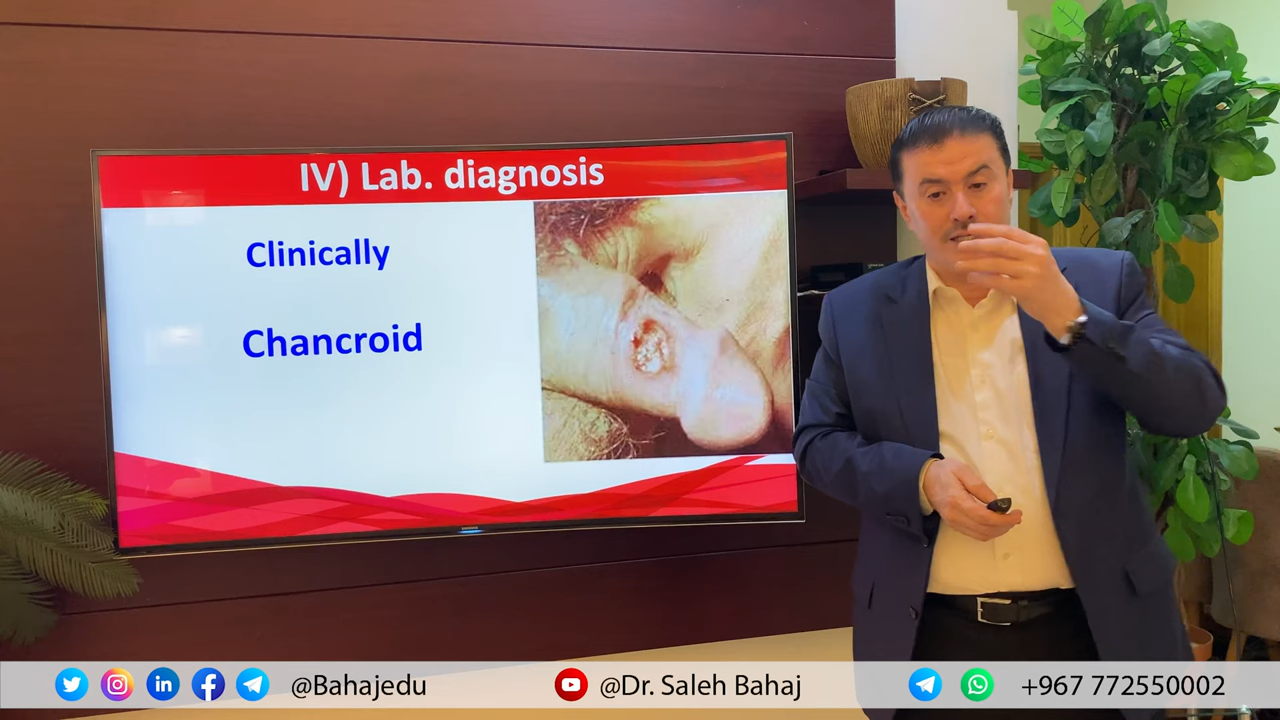 IV) Lab. diagnosis
Clinically
Chancroid
@Bahajedu
@Dr. Saleh Bahaj
+967 772550002